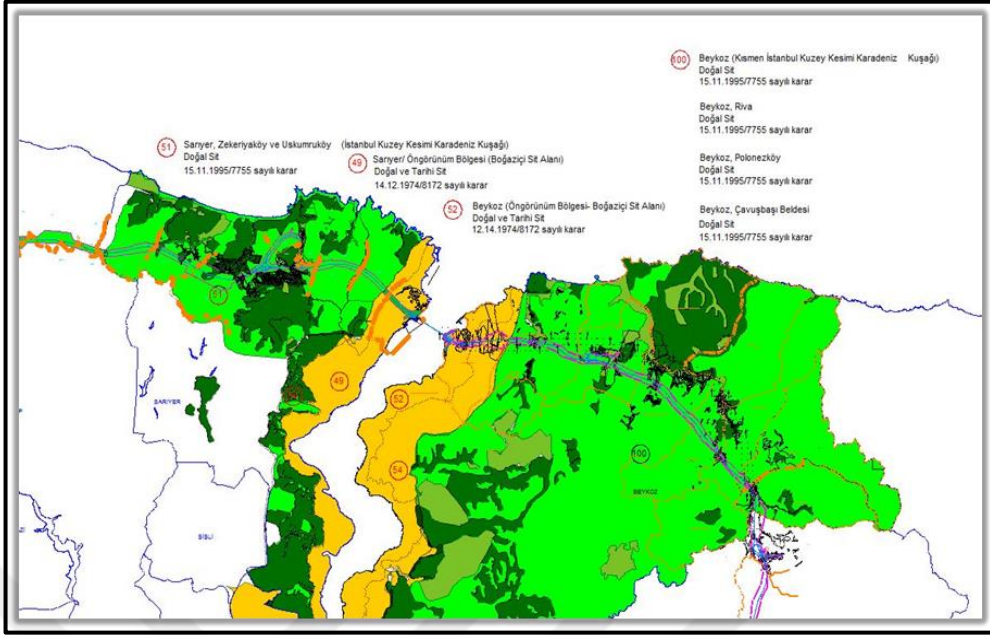 100 Beykoz (Kısmen İstanbul Kuzey Kesimi Karadeniz Kuşağı)
Doğal Sit
15.11.1995/7755 sayılı karar
Beykoz, Riva
Doğal Sit
15.11.1995/7755 sayılı karar
Beykoz, Polonezköy
Doğal Sit
15.11.1995/7755 sayılı karar
Beykoz, Çavuşbaşı Beldesi
Doğal Sit
15.11.1995/7755 sayılı karar
51 Sarıyer, Zekeriyaköy ve Uskumruköy (İstanbul Kuzey Kesimi Karadeniz Kuşağı)
Doğal Sit
15.11.1995/7755 sayılı karar
49 Sarıyer/ Öngörünüm Bölgesi (Boğaziçi Sit Alanı)
Doğal ve Tarihi Sit
14.12.1974/8172 sayılı karar
52 Beykoz (Öngörünüm Bölgesi- Boğaziçi Sit Alanı)
Doğal ve Tarihi Sit
12.14.1974/8172 sayılı karar
51
49
52
54
100
SARIYER
BEYKOZ
SİSLİ